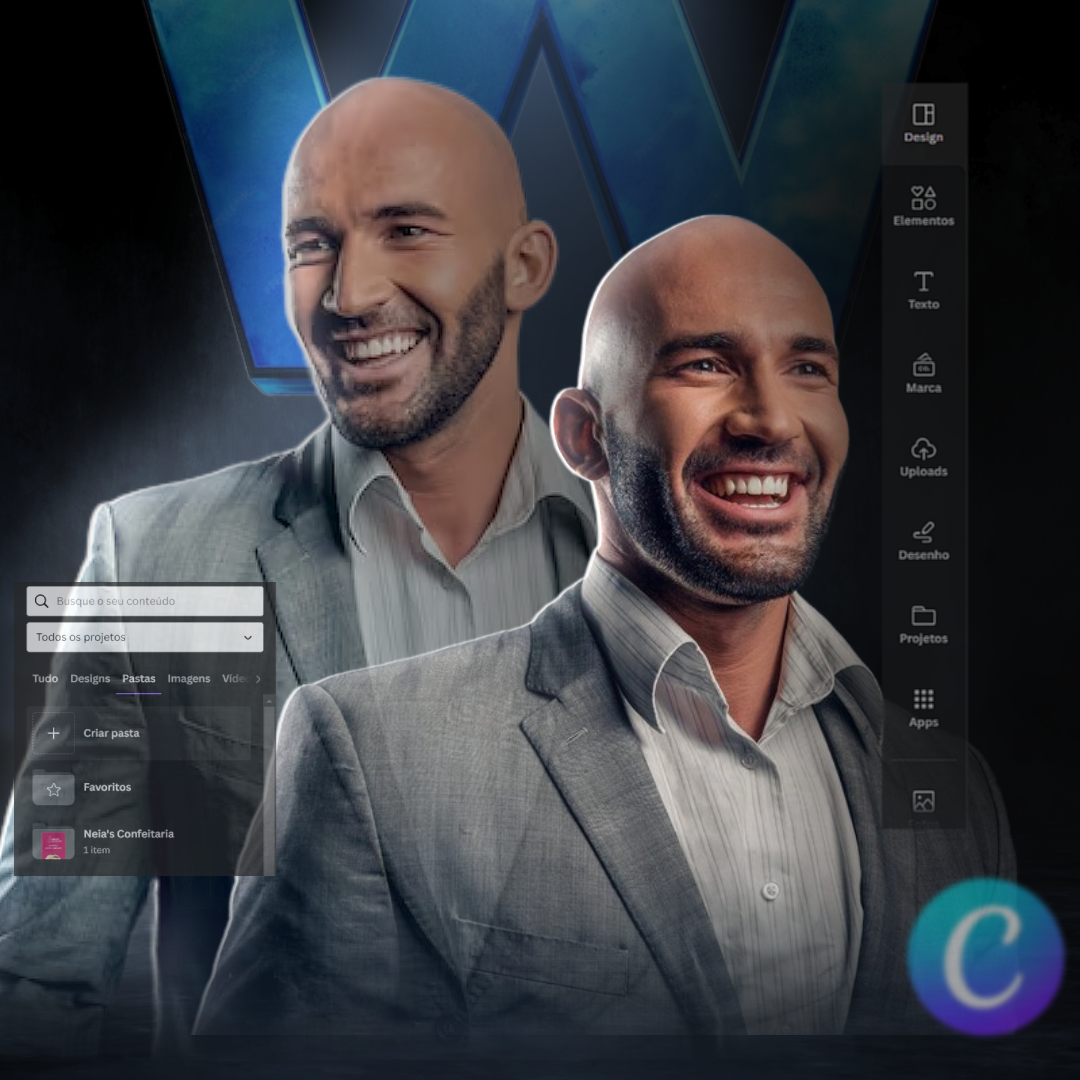 W
Design
Elementos
Texto
Marca
Uploads
Desenho
Projetos
Apps
Busque o seu conteúdo
Todos os projetos
Tudo Designs Pastas Imagens Víde
Criar pasta
Favoritos
Neia's Confeitaria
1 item
C